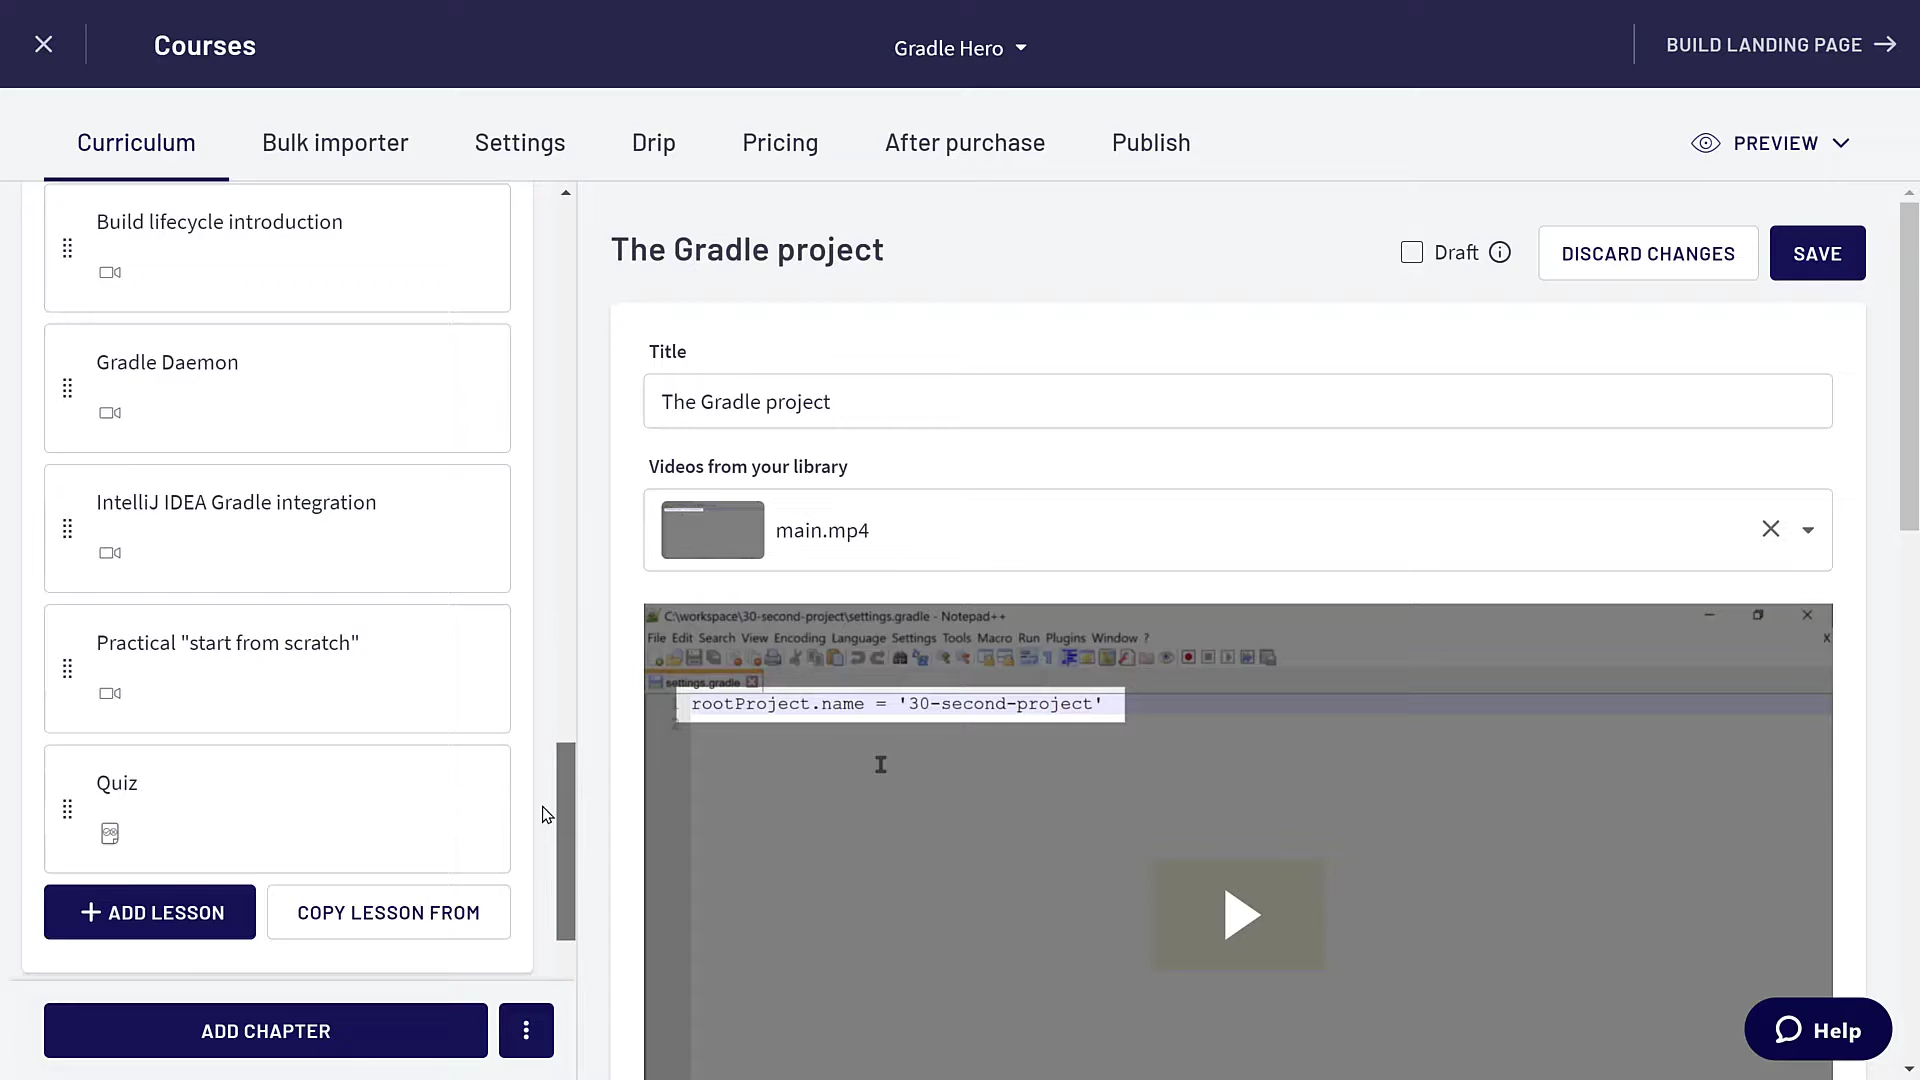 Courses
Gradle Hero
BUILD LANDING PAGE
Curriculum
Bulk importer
Settings
Drip
Pricing
After purchase
Publish
PREVIEW
Build lifecycle introduction
Gradle Daemon
IntelliJ IDEA Gradle integration
Practical "start from scratch"
Quiz
ADD LESSON
COPY LESSON FROM
ADD CHAPTER
The Gradle project
Draft
DISCARD CHANGES
SAVE
Title
The Gradle project
Videos from your library
main.mp4
C:\workspace\30-second-project\settings.gradle - Notepad++
File Edit Search View Encoding Language Settings Tools Macro Run Plugins Window ?
X
settings.gradle
1 rootProject.name = '30-second-project'
2
Help